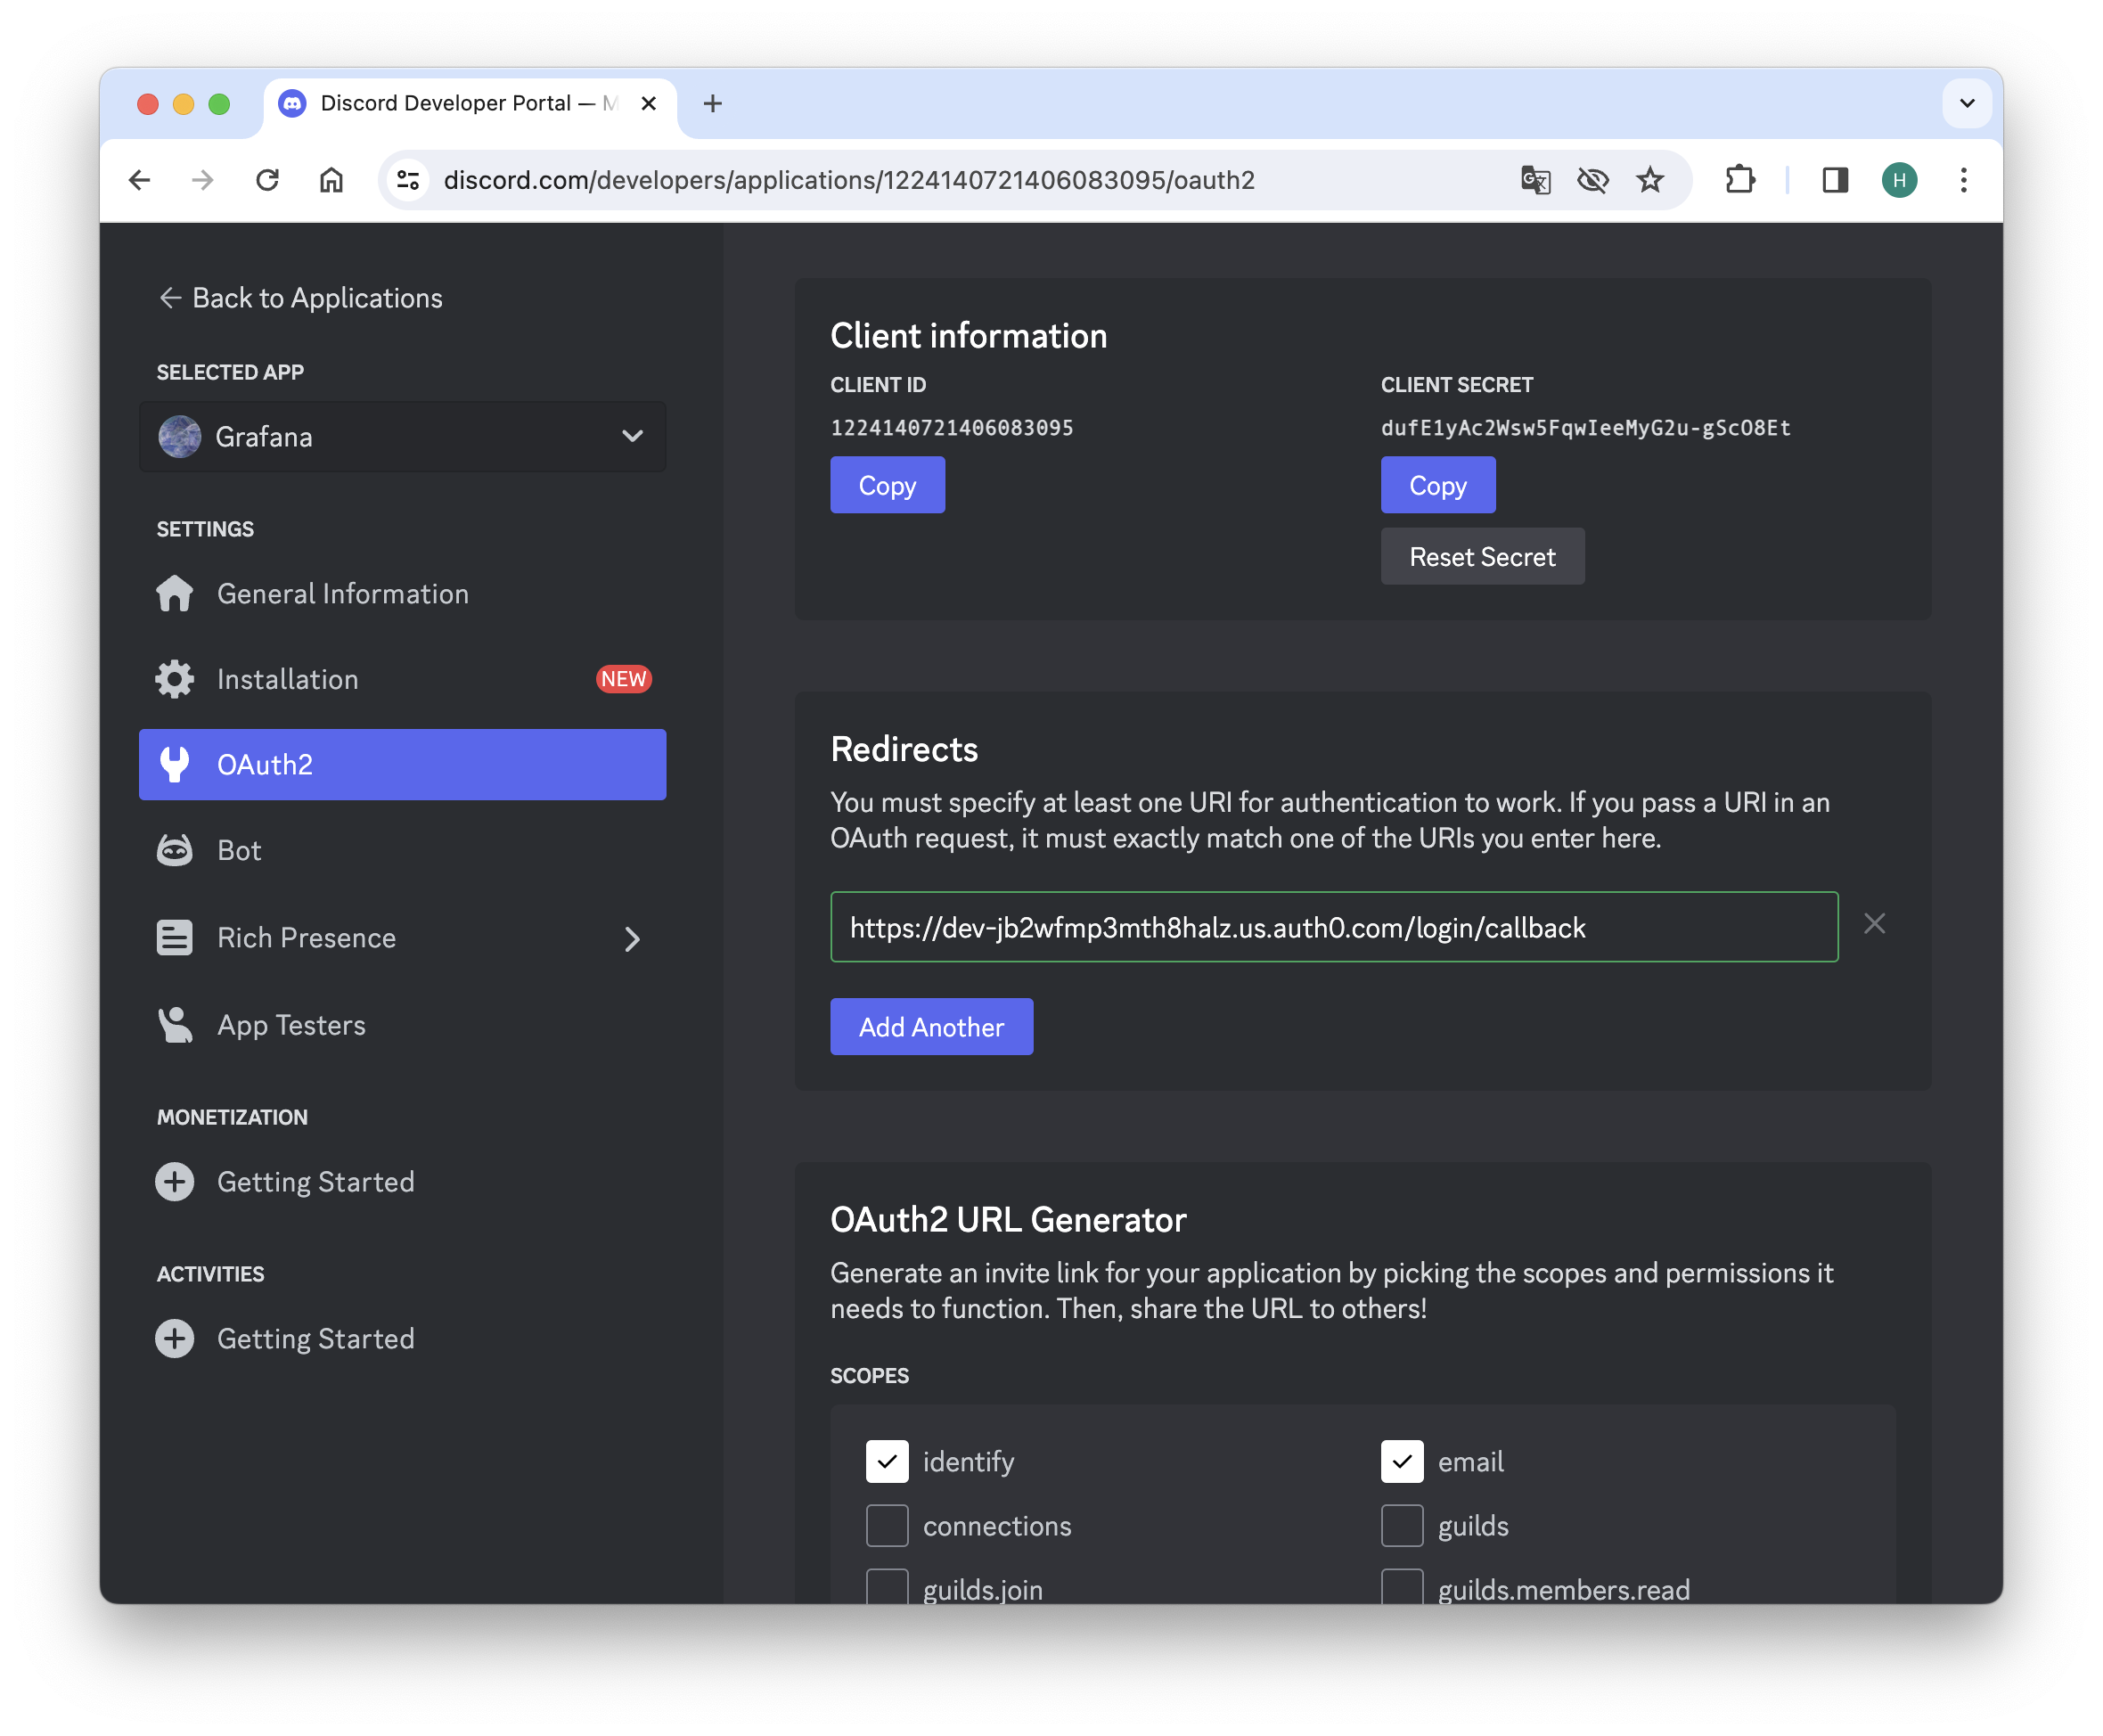 Discord Developer Portal — M
discord.com/developers/applications/1224140721406083095/oauth2
H
Back to Applications
SELECTED APP
Grafana
SETTINGS
General Information
Installation
NEW
OAuth2
Bot
Rich Presence
App Testers
MONETIZATION
Getting Started
ACTIVITIES
Getting Started
Client information
CLIENT ID
1224140721406083095
Copy
CLIENT SECRET
dufE1yAc2Wsw5FqwIeeMyG2u-gScO8Et
Copy
Reset Secret
Redirects
You must specify at least one URI for authentication to work. If you pass a URI in an
OAuth request, it must exactly match one of the URIs you enter here.
https://dev-jb2wfmp3mth8halz.us.auth0.com/login/callback
Add Another
OAuth2 URL Generator
Generate an invite link for your application by picking the scopes and permissions it
needs to function. Then, share the URL to others!
SCOPES
identify
email
connections
guilds
guilds.join
guilds.members.read